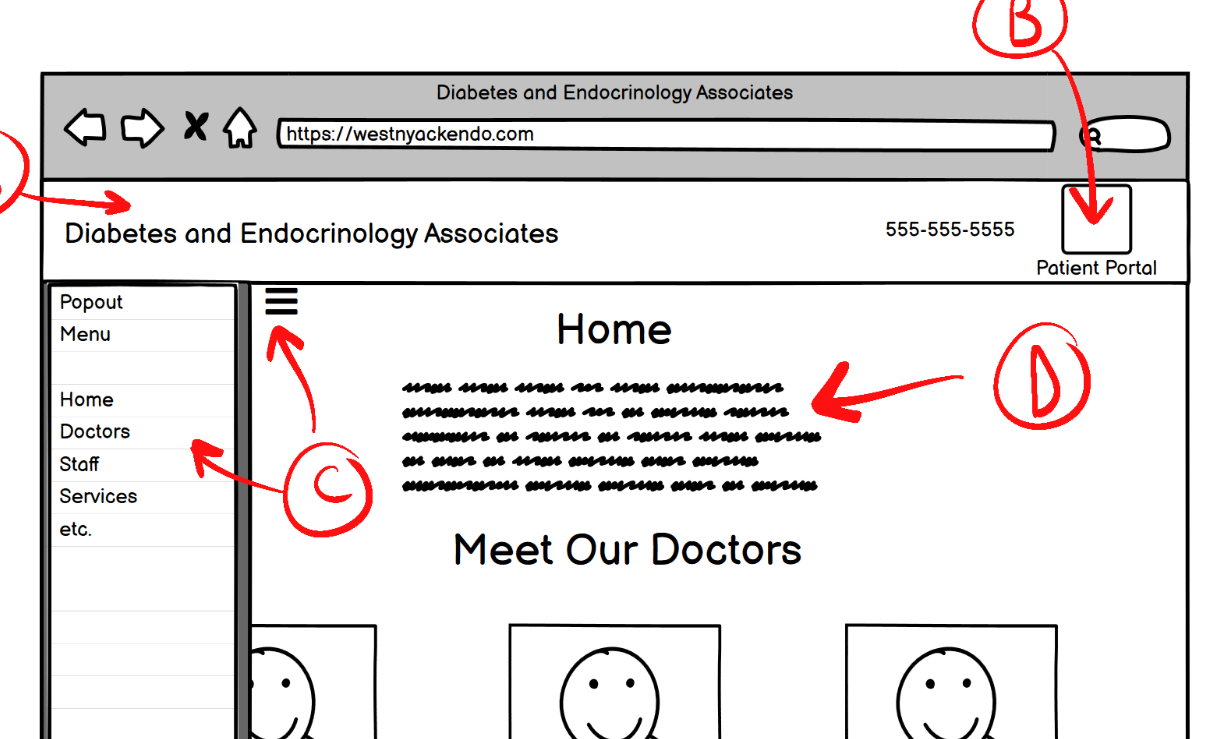 B
Diabetes and Endocrinology Associates
https://westnyackendo.com
Diabetes and Endocrinology Associates
555-555-5555
Patient Portal
Popout
Menu
Home
Doctors
Staff
Services
etc.
Home
D
C
Meet Our Doctors